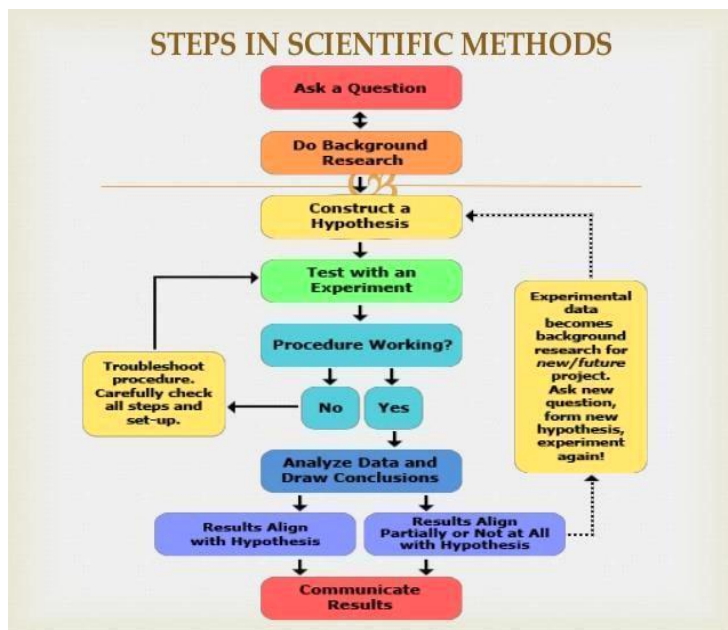 STEPS IN SCIENTIFIC METHODS
Ask a Question
Do Background
Research
Construct a
Hypothesis
Test with an
Experiment
Procedure Working?
No
Yes
Troubleshoot
procedure.
Carefully check
all steps and
set-up.
Analyze Data and
Draw Conclusions
Results Align
with Hypothesis
Results Align
Partially or Not at All
with Hypothesis
Experimental
data
becomes
background
research for
new/future
project.
Ask new
question,
form new
hypothesis,
experiment
again!
Communicate
Results